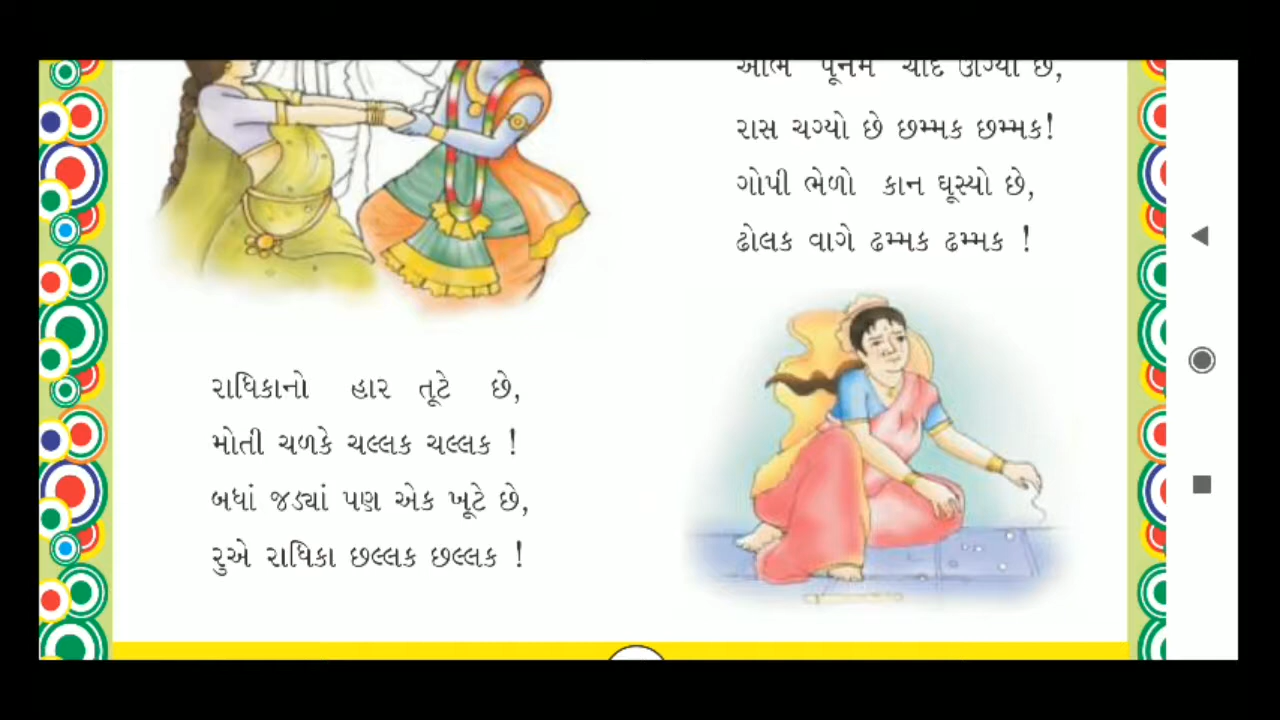 આભે પૂનમ ચાંદ ઊગ્યો છે,
રાસ ચગ્યો છે છમ્મક છમ્મક!
ગોપી ભેળો કાન ઘૂસ્યો છે,
ઢોલક વાગે ઢમ્મક ઢમ્મક !
રાધિકાનો હાર તૂટે છે,
મોતી ચળકે ચલ્લક ચલ્લક !
બધાં જડ્યાં પણ એક ખૂટે છે,
રુએ રાધિકા છલ્લક છલ્લક !